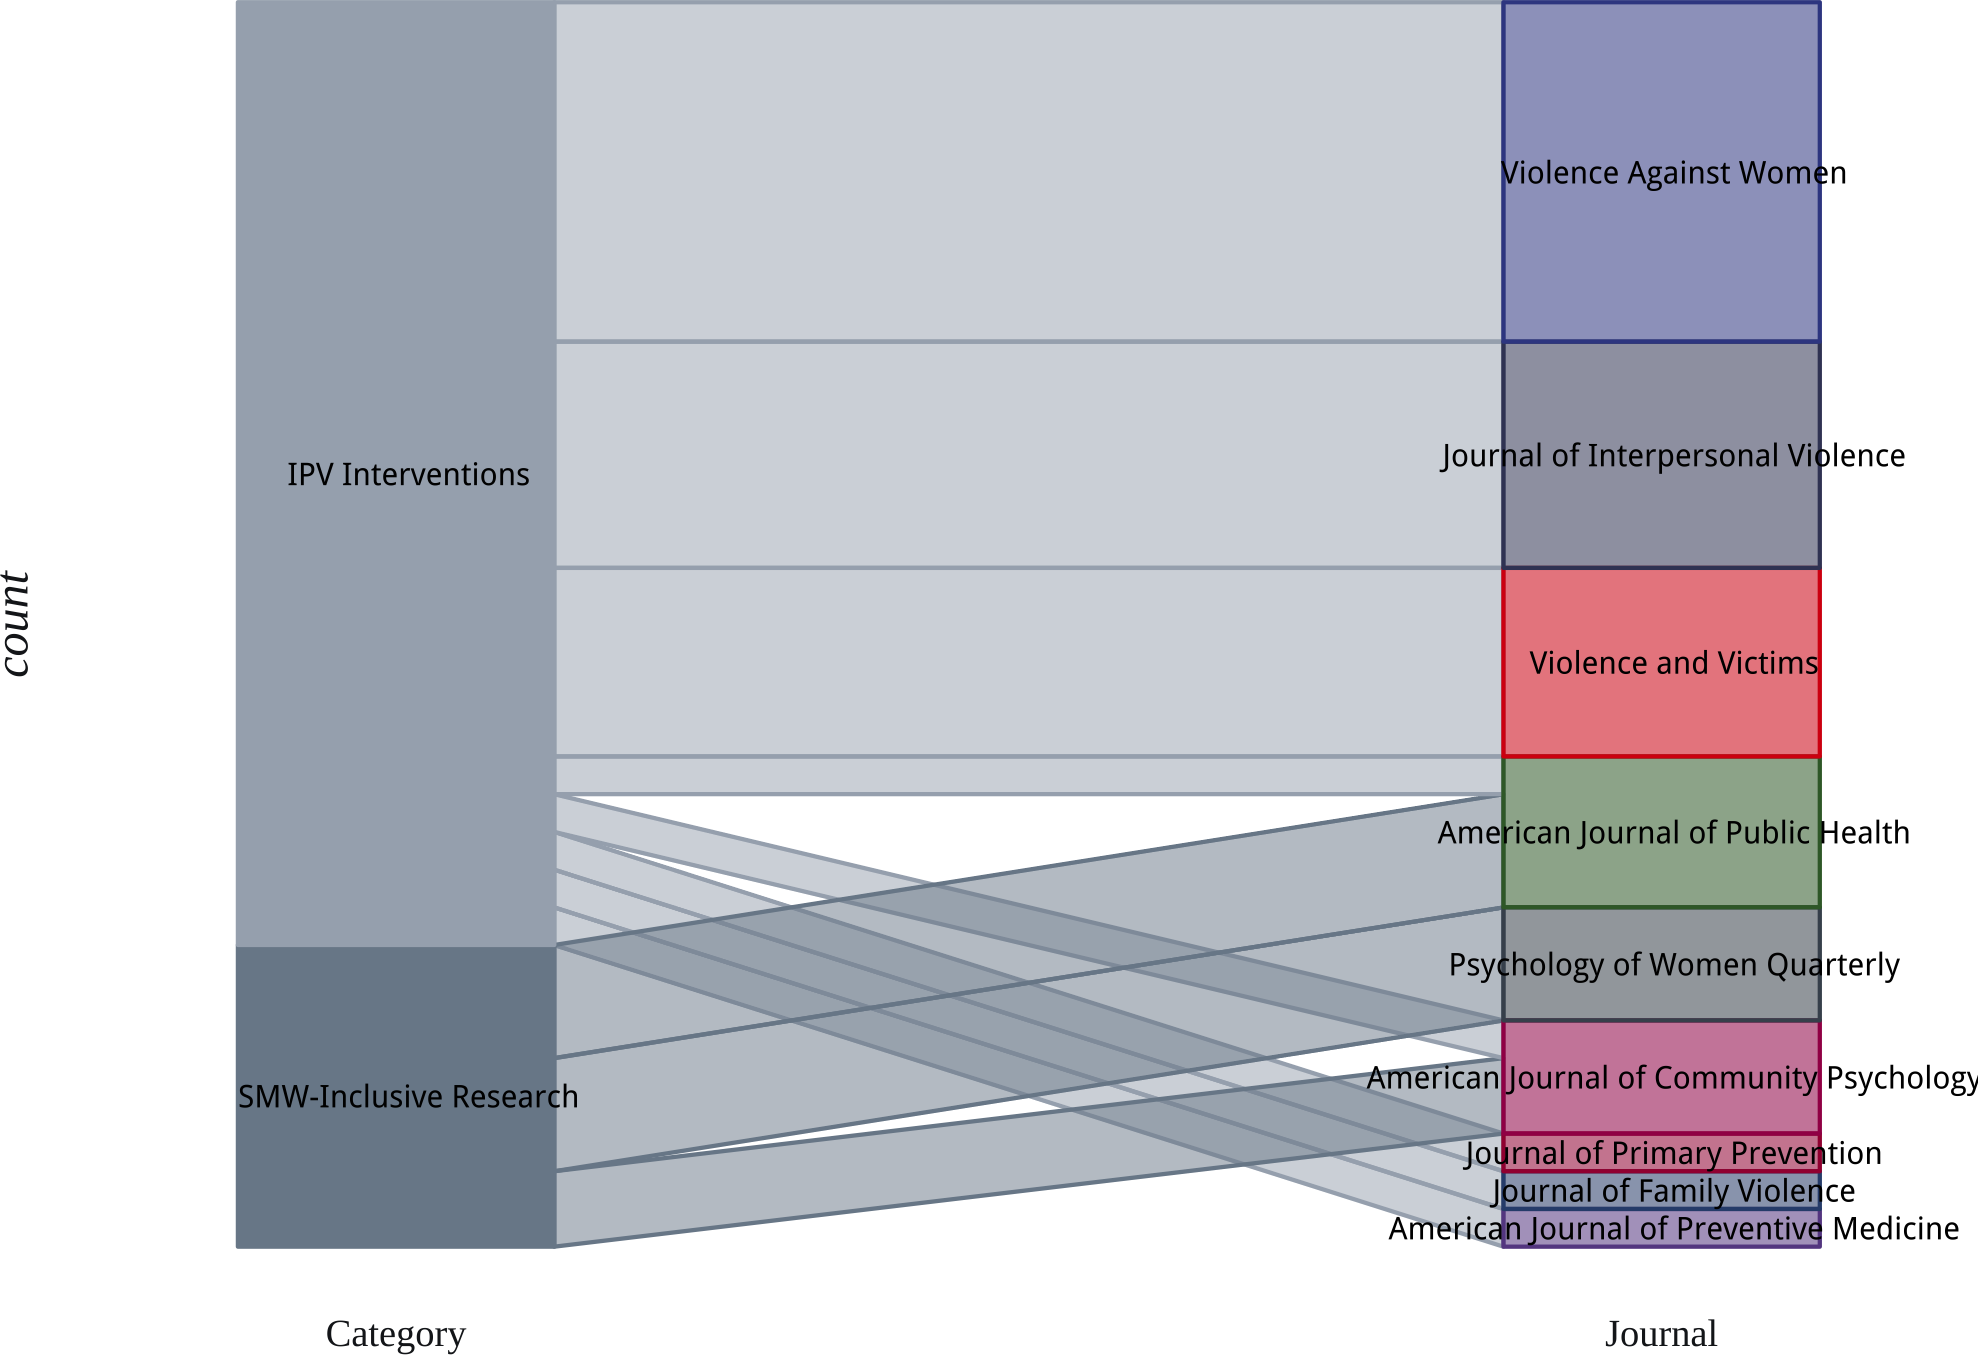 Violence Against Women
Journal of Interpersonal Violence
IPV Interventions
count
Violence and Victims
American Journal of Public Health
Psychology of Women Quarterly
American Journal of Community Psychology
SMW-Inclusive Research
Journal of Primary Prevention
Journal of Family Violence
American Journal of Preventive Medicine
Category
Journal